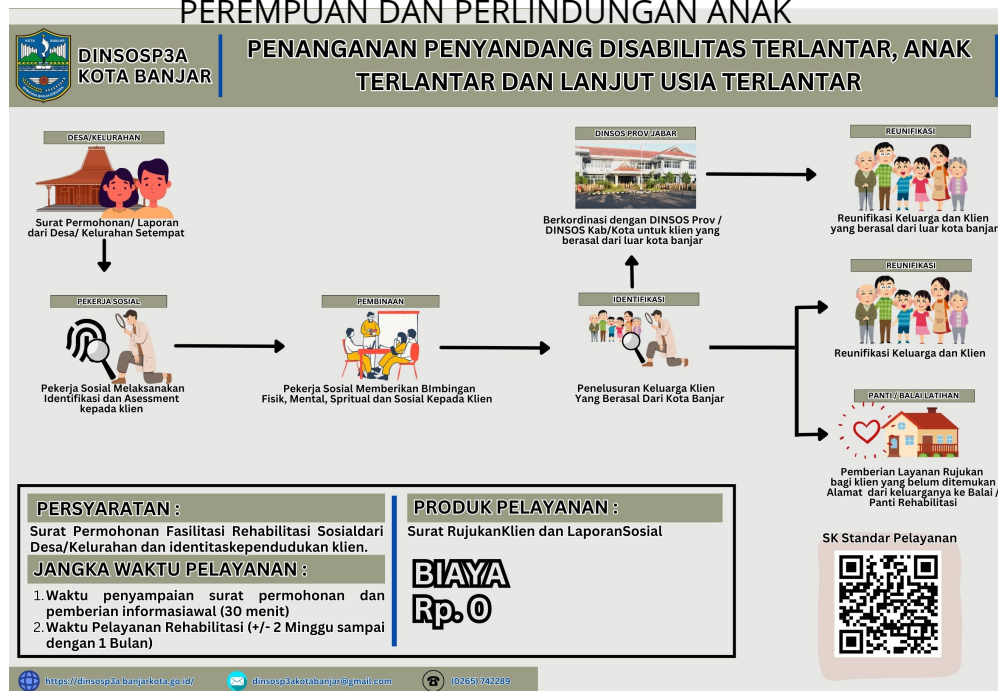 PEREMPUAN DAN PERLINDUNGAN ANAK
DINSOSP3A
KOTA BANJAR
PENANGANAN PENYANDANG DISABILITAS TERLANTAR, ANAK
TERLANTAR DAN LANJUT USIA TERLANTAR
DESA/KELURAHAN
Surat Permohonan/ Laporan
dari Desa/ Kelurahan Setempat
PEKERJA SOSIAL
Pekerja Sosial Melaksanakan
Identifikasi dan Asessment
kepada klien
PEMBINAAN
Pekerja Sosial Memberikan BImbingan
Fisik, Mental, Spritual dan Sosial Kepada Klien
IDENTIFIKASI
Penelusuran Keluarga Klien
Yang Berasal Dari Kota Banjar
DINSOS PROV JABAR
Berkordinasi dengan DINSOS Prov /
DINSOS Kab/Kota untuk klien yang
berasal dari luar kota banjar
REUNIFIKASI
Reunifikasi Keluarga dan Klien
yang berasal dari luar kota banjar
REUNIFIKASI
Reunifikasi Keluarga dan Klien
PANTI / BALAI LATIHAN
Pemberian Layanan Rujukan
bagi klien yang belum ditemukan
Alamat dari keluarganya ke Balai /
Panti Rehabilitasi
PERSYARATAN :
Surat Permohonan Fasilitasi Rehabilitasi Sosialdari
Desa/Kelurahan dan identitaskependudukan klien.
JANGKA WAKTU PELAYANAN :
1. Waktu penyampaian surat permohonan dan
pemberian informasiawal (30 menit)
2. Waktu Pelayanan Rehabilitasi (+/- 2 Minggu sampai
dengan 1 Bulan)
PRODUK PELAYANAN :
Surat RujukanKlien dan LaporanSosial
BIAYA
Rp. 0
SK Standar Pelayanan
https://dinsosp3a.banjarkota.go.id/
dinsosp3akotabanjar@gmail.com
(0265) 742289